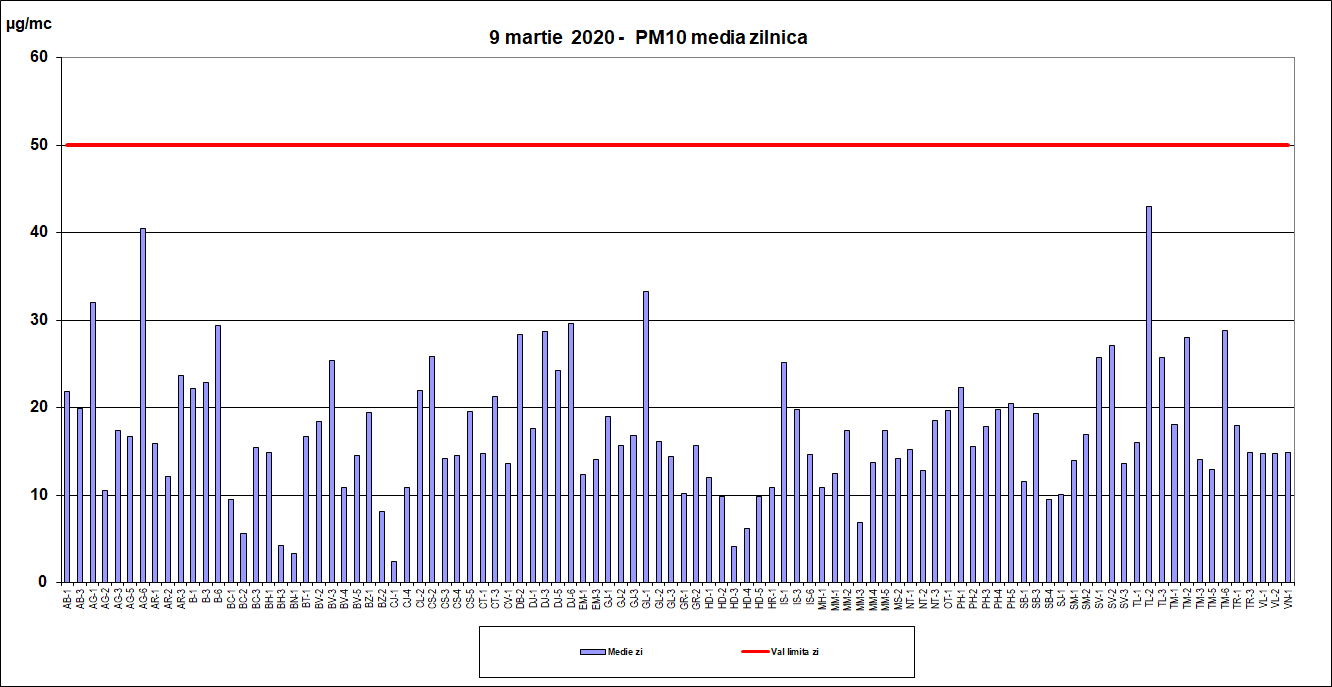 µg/mc
9 martie 2020 - PM10 media zilnica
60
50
40
30
20
10
0
AB-1 AB-3 AG-1 AG-2 AG-3 AG-5 AG-6 AR-1 AR-2 AR-3 B-1 B-3 B-6 BC-1 BC-2 BC-3 BH-1 BH-3 BN-1 BT-1 BV-2 BV-3 BV-4 BV-5 BZ-1 BZ-2 CJ-1 CJ-4 CL-2 CS-2 CS-3 CS-4 CS-5 CT-1 CT-3 CV-1 DB-2 DJ-1 DJ-3 DJ-5 DJ-6 EM-1 EM-3 GJ-1 GJ-2 GJ-3 GL-1 GL-2 GL-3 GR-1 GR-2 HD-1 HD-2 HD-3 HD-4 HD-5 HR-1 IS-1 IS-3 IS-6 MH-1 MM-1 MM-2 MM-3 MM-4 MM-5 MS-2 NT-1 NT-2 NT-3 OT-1 PH-1 PH-2 PH-3 PH-4 PH-5 SB-1 SB-3 SB-4 SJ-1 SM-1 SM-2 SV-1 SV-2 SV-3 TL-1 TL-2 TL-3 TM-1 TM-2 TM-3 TM-5 TM-6 TR-1 TR-3 VL-1 VL-2 VN-1
Medie zi Val limita zi